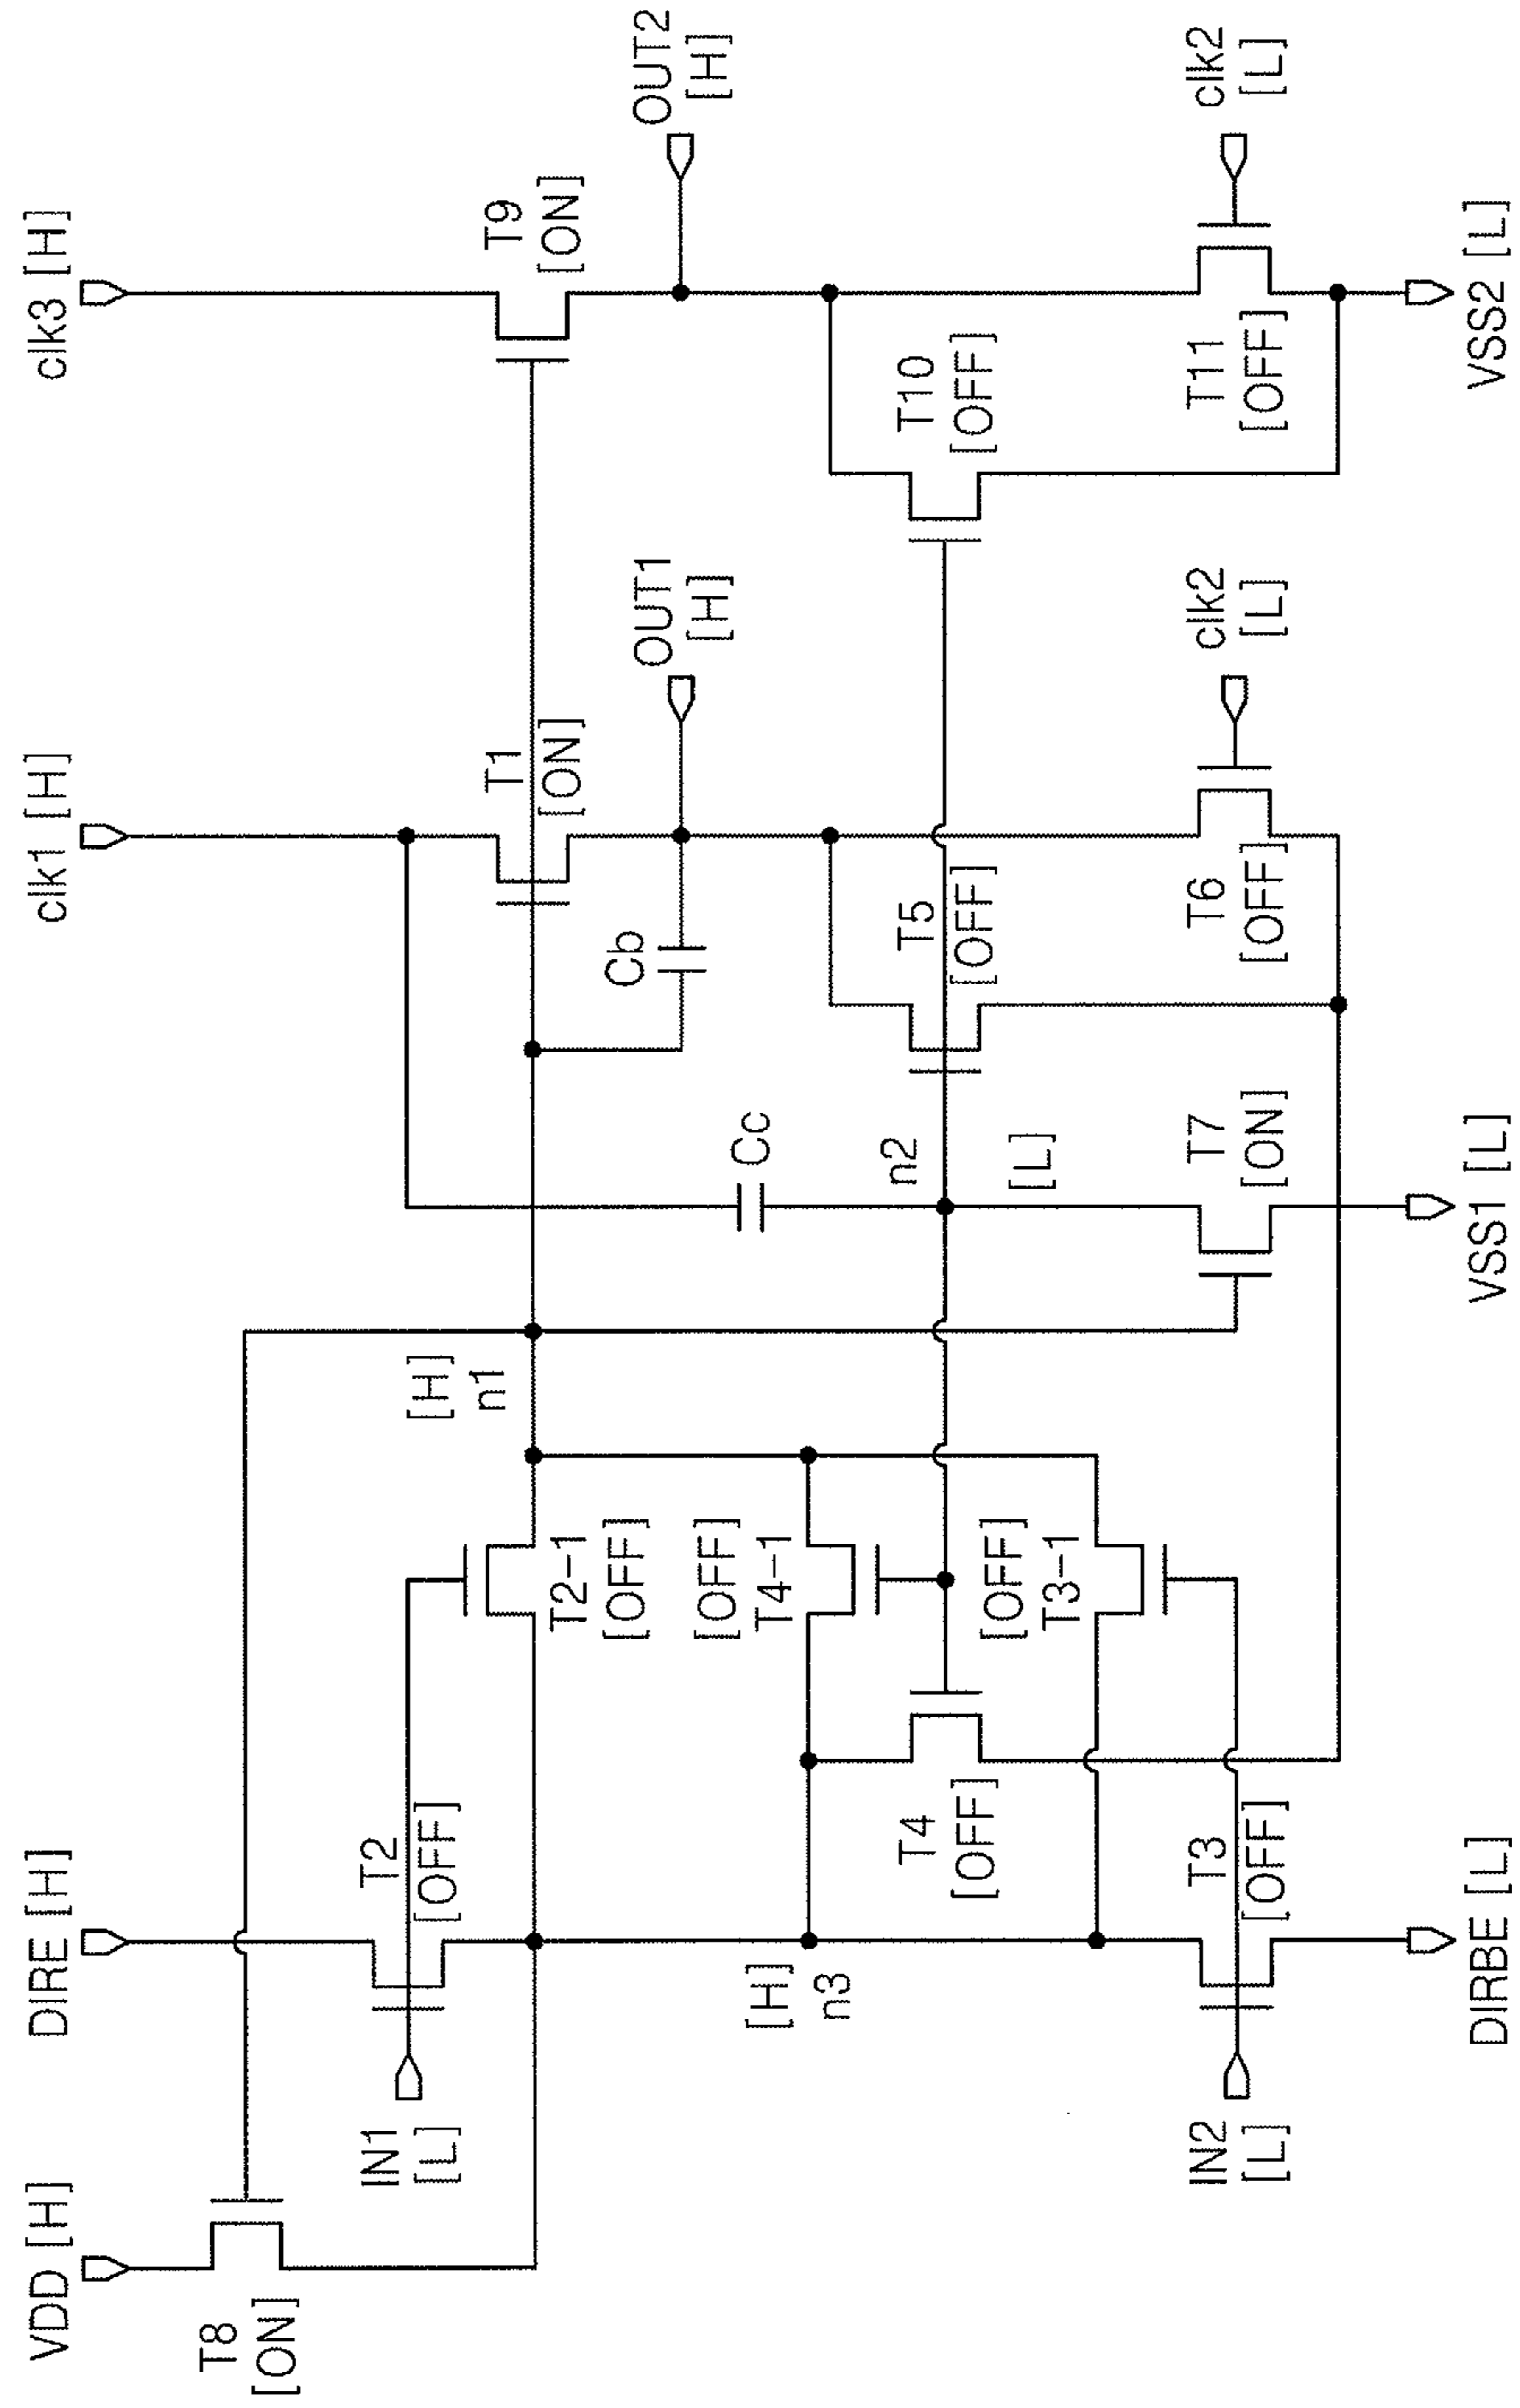 VDD [H]
DIRE [H]
clk1 [H]
clk3 [H]
T8
[ON]
IN1
[L]
T2
[OFF]
T2-1
[OFF]
[H]
n1
T1
[ON]
T9
[ON]
Cb
OUT1
[H]
OUT2
[H]
[H]
n3
[OFF]
T4-1
Cc
T4
[OFF]
[OFF]
T3-1
n2
[L]
T5
[OFF]
T10
[OFF]
IN2
[L]
T3
[OFF]
T7
[ON]
T6
[OFF]
clk2
[L]
T11
[OFF]
clk2
[L]
DIRBE [L]
VSS1 [L]
VSS2 [L]